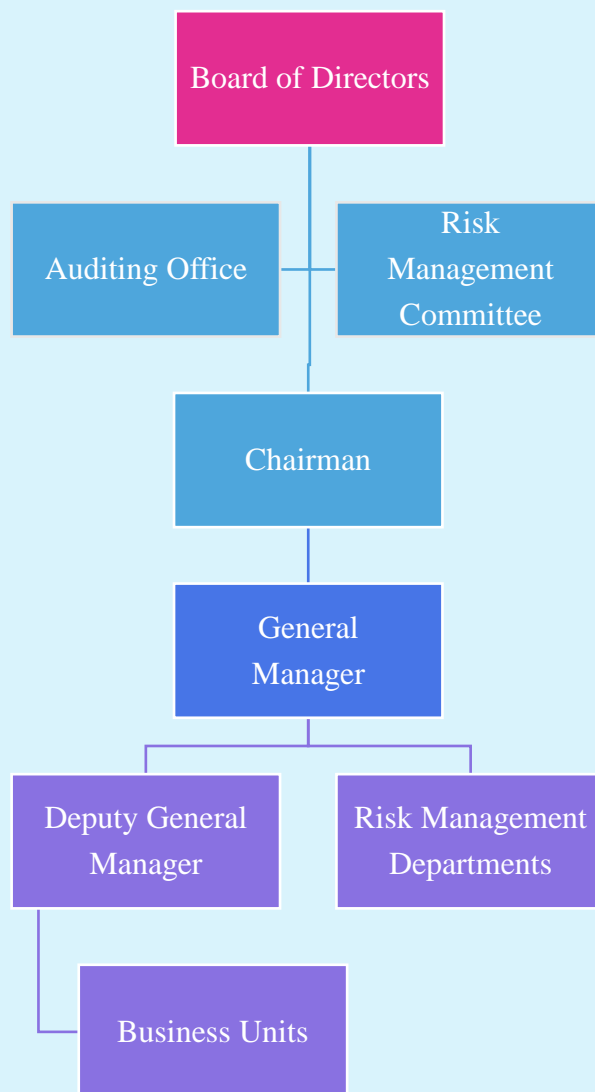 Board of Directors
Auditing Office
Risk
Management
Committee
Chairman
General
Manager
Deputy General
Manager
Risk Management
Departments
Business Units